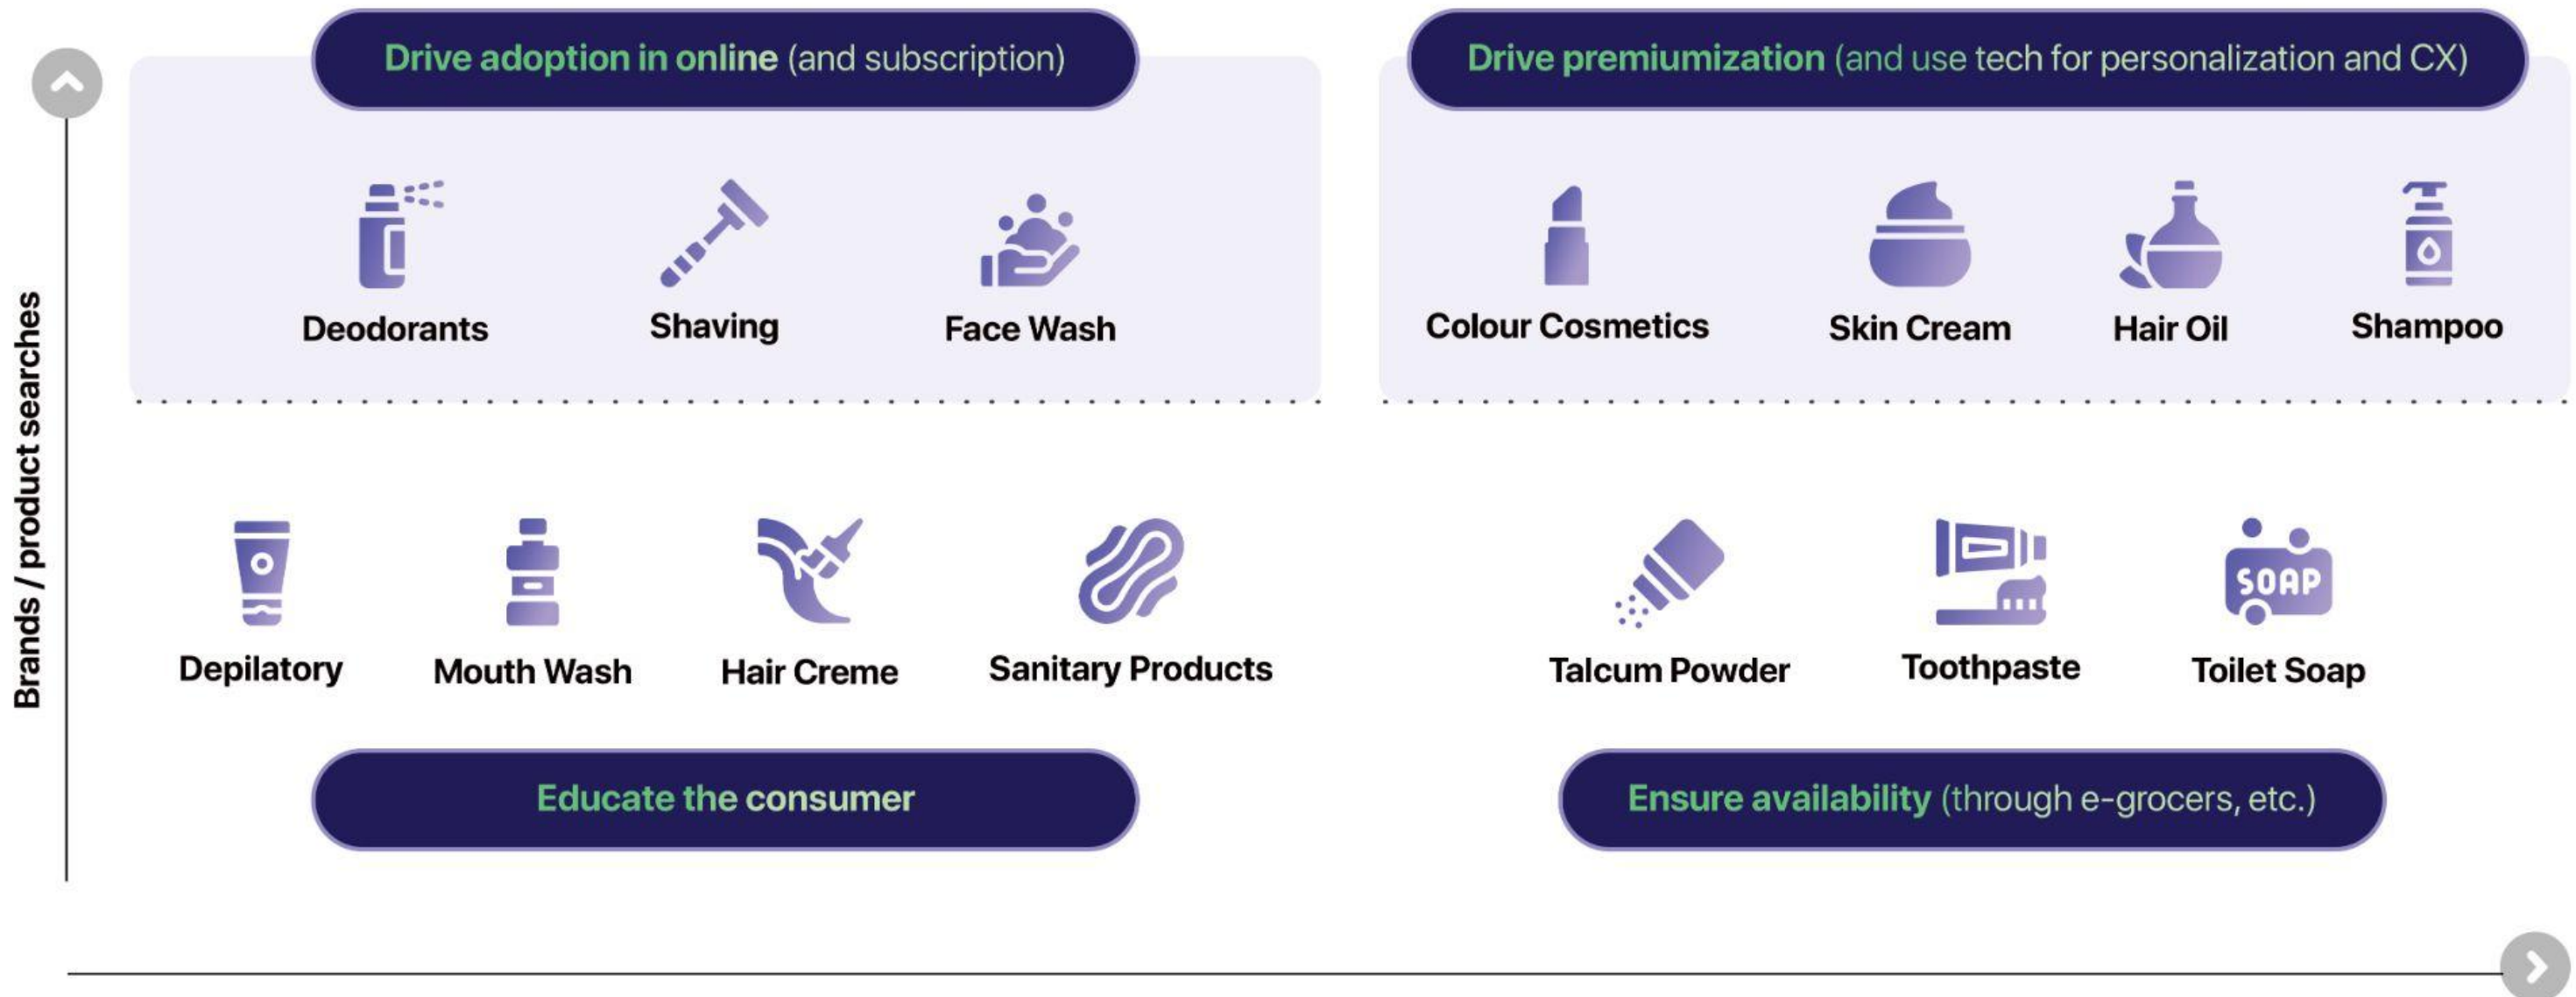 Drive adoption in online (and subscription)
Drive premiumization (and use tech for personalization and CX)
Brands / product searches
Deodorants
Shaving
Face Wash
Colour Cosmetics
Skin Cream
Hair Oil
Shampoo
Depilatory
Mouth Wash
Hair Creme
Sanitary Products
Talcum Powder
Toothpaste
SOAP
Toilet Soap
Educate the consumer
Ensure availability (through e-grocers, etc.)